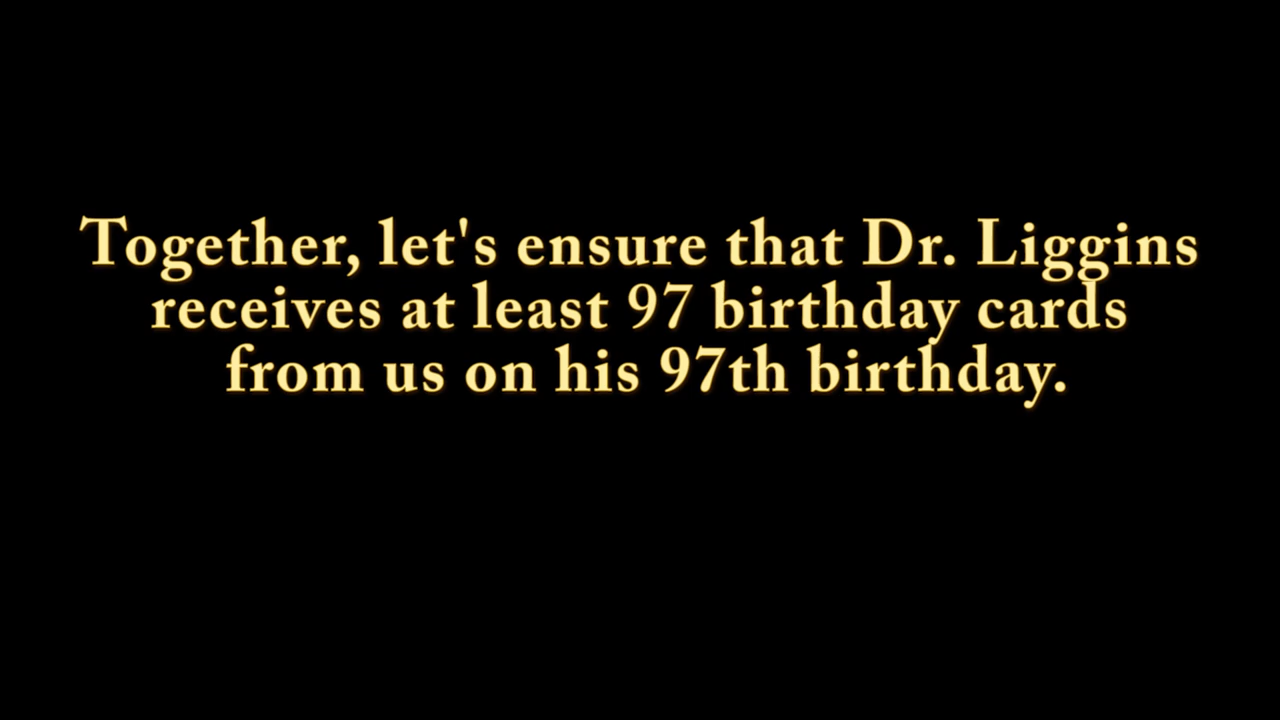 Together, let's ensure that Dr. Liggins
receives at least 97 birthday cards
from us on his 97th birthday.